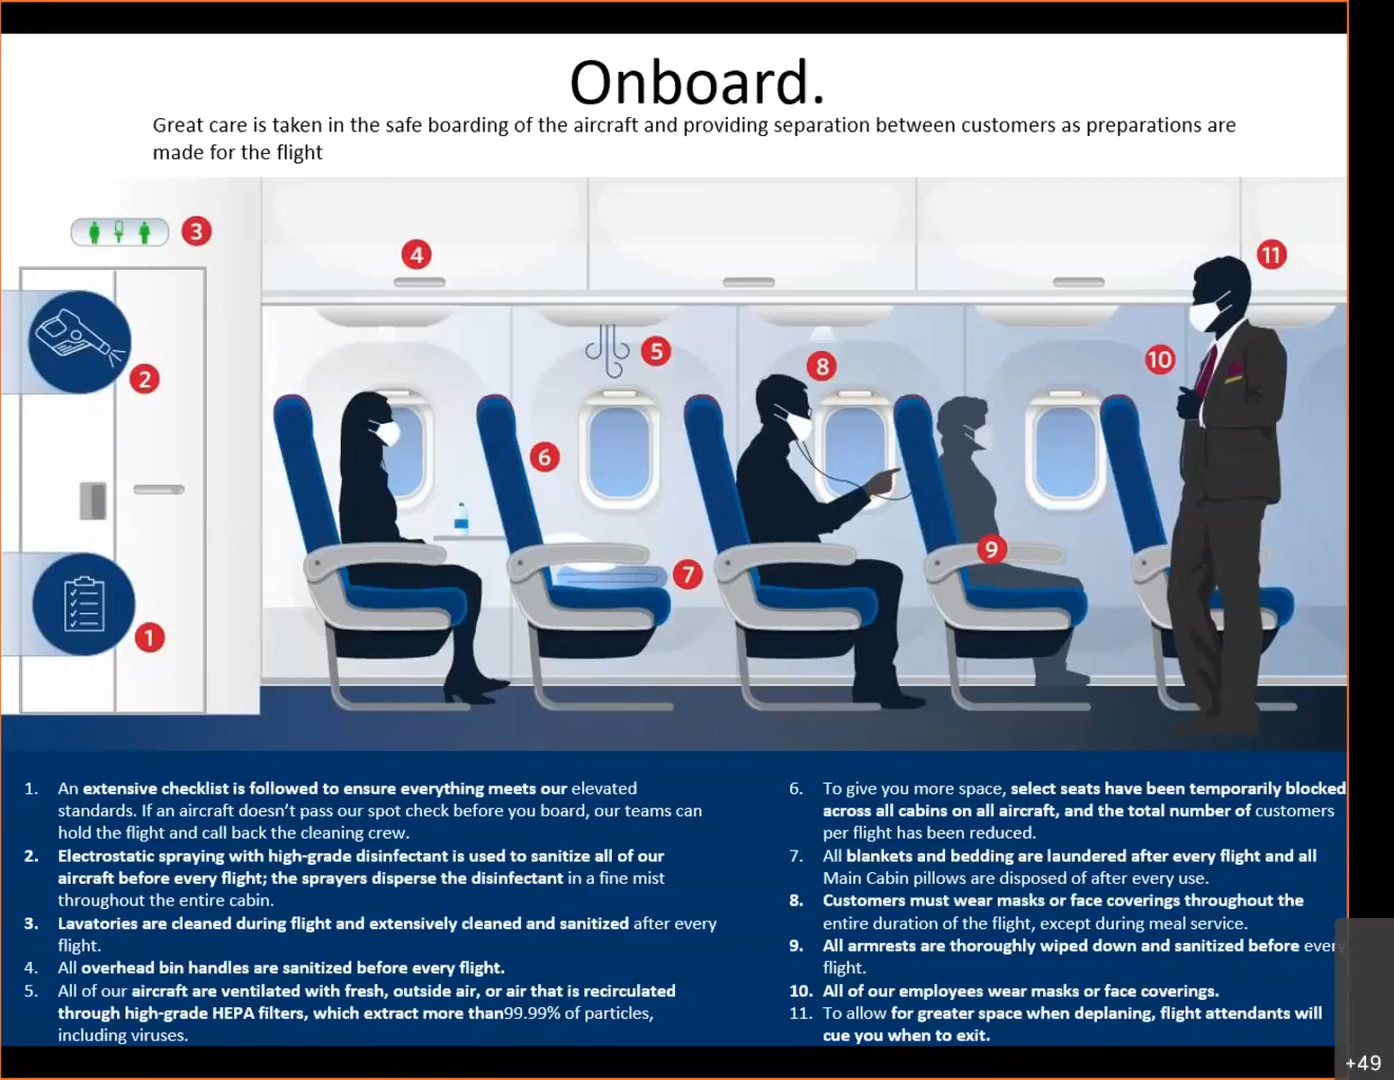 Onboard.
Great care is taken in the safe boarding of the aircraft and providing separation between customers as preparations are
made for the flight
3
4
11
5
10
8
2
6
9
7
1
1. An extensive checklist is followed to ensure everything meets our elevated
standards. If an aircraft doesn't pass our spot check before you board, our teams can
hold the flight and call back the cleaning crew.
2. Electrostatic spraying with high-grade disinfectant is used to sanitize all of our
aircraft before every flight; the sprayers disperse the disinfectant in a fine mist
throughout the entire cabin.
3. Lavatories are cleaned during flight and extensively cleaned and sanitized after every
flight.
4. All overhead bin handles are sanitized before every flight.
5. All of our aircraft are ventilated with fresh, outside air, or air that is recirculated
through high-grade HEPA filters, which extract more than99.99% of particles,
including viruses.
6. To give you more space, select seats have been temporarily blocked
across all cabins on all aircraft, and the total number of customers
per flight has been reduced.
7. All blankets and bedding are laundered after every flight and all
Main Cabin pillows are disposed of after every use.
8. Customers must wear masks or face coverings throughout the
entire duration of the flight, except during meal service.
9. All armrests are thoroughly wiped down and sanitized before every
flight.
10. All of our employees wear masks or face coverings.
11. To allow for greater space when deplaning, flight attendants will
cue you when to exit.
+49